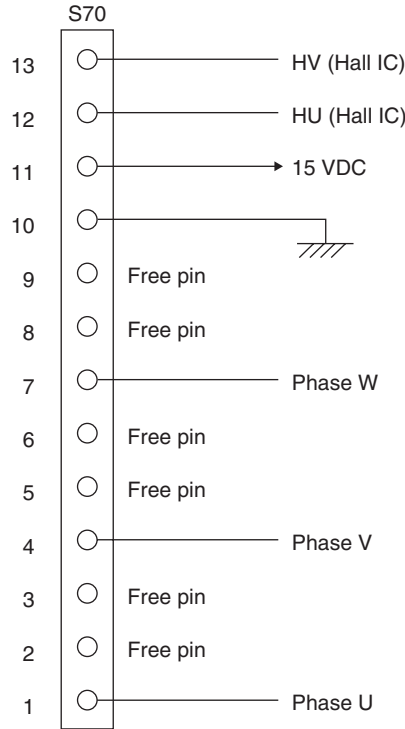 S70
13 HV (Hall IC)
12 HU (Hall IC)
11 15 VDC
10
9 Free pin
8 Free pin
7 Phase W
6 Free pin
5 Free pin
4 Phase V
3 Free pin
2 Free pin
1 Phase U